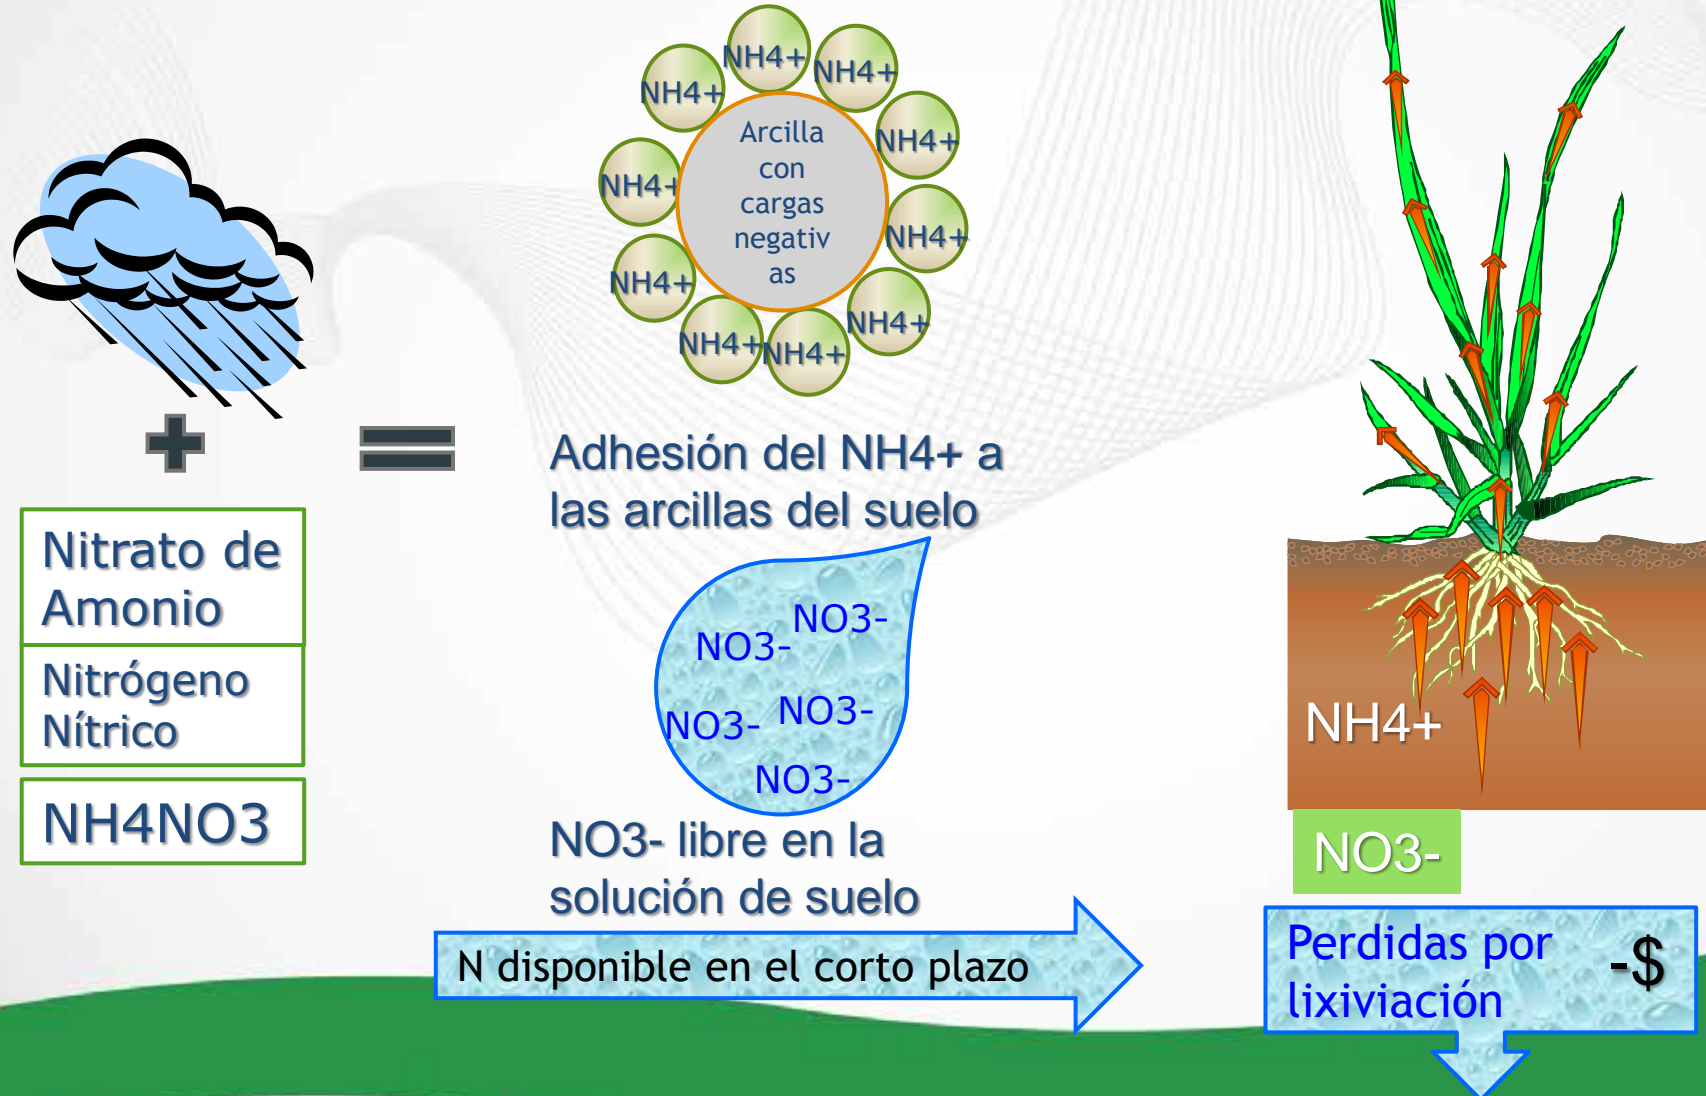 Nitrato de
Amonio
Nitrógeno
Nítrico
NH4NO3
NH4+
NH4+
NH4+
NH4+
NH4+
NH4+
NH4+
NH4+
NH4+
NH4+
Arcilla
con
cargas
negativ
as
Adhesión del NH4+ a
las arcillas del suelo
NO3-
NO3-
NO3-
NO3-
NO3-
NO3- libre en la
solución de suelo
N disponible en el corto plazo
NH4+
NO3-
Perdidas por
lixiviación
-$